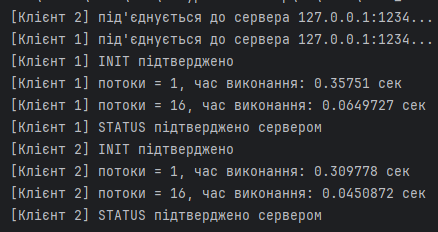 [Клієнт 2] під'єднується до сервера 127.0.0.1:1234...
[Клієнт 1] під'єднується до сервера 127.0.0.1:1234...
[Клієнт 1] INIT підтверджено
[Клієнт 1] потоки = 1, час виконання: 0.35751 сек
[Клієнт 1] потоки = 16, час виконання: 0.0649727 сек
[Клієнт 1] STATUS підтверджено сервером
[Клієнт 2] INIT підтверджено
[Клієнт 2] потоки = 1, час виконання: 0.309778 сек
[Клієнт 2] потоки = 16, час виконання: 0.0450872 сек
[Клієнт 2] STATUS підтверджено сервером